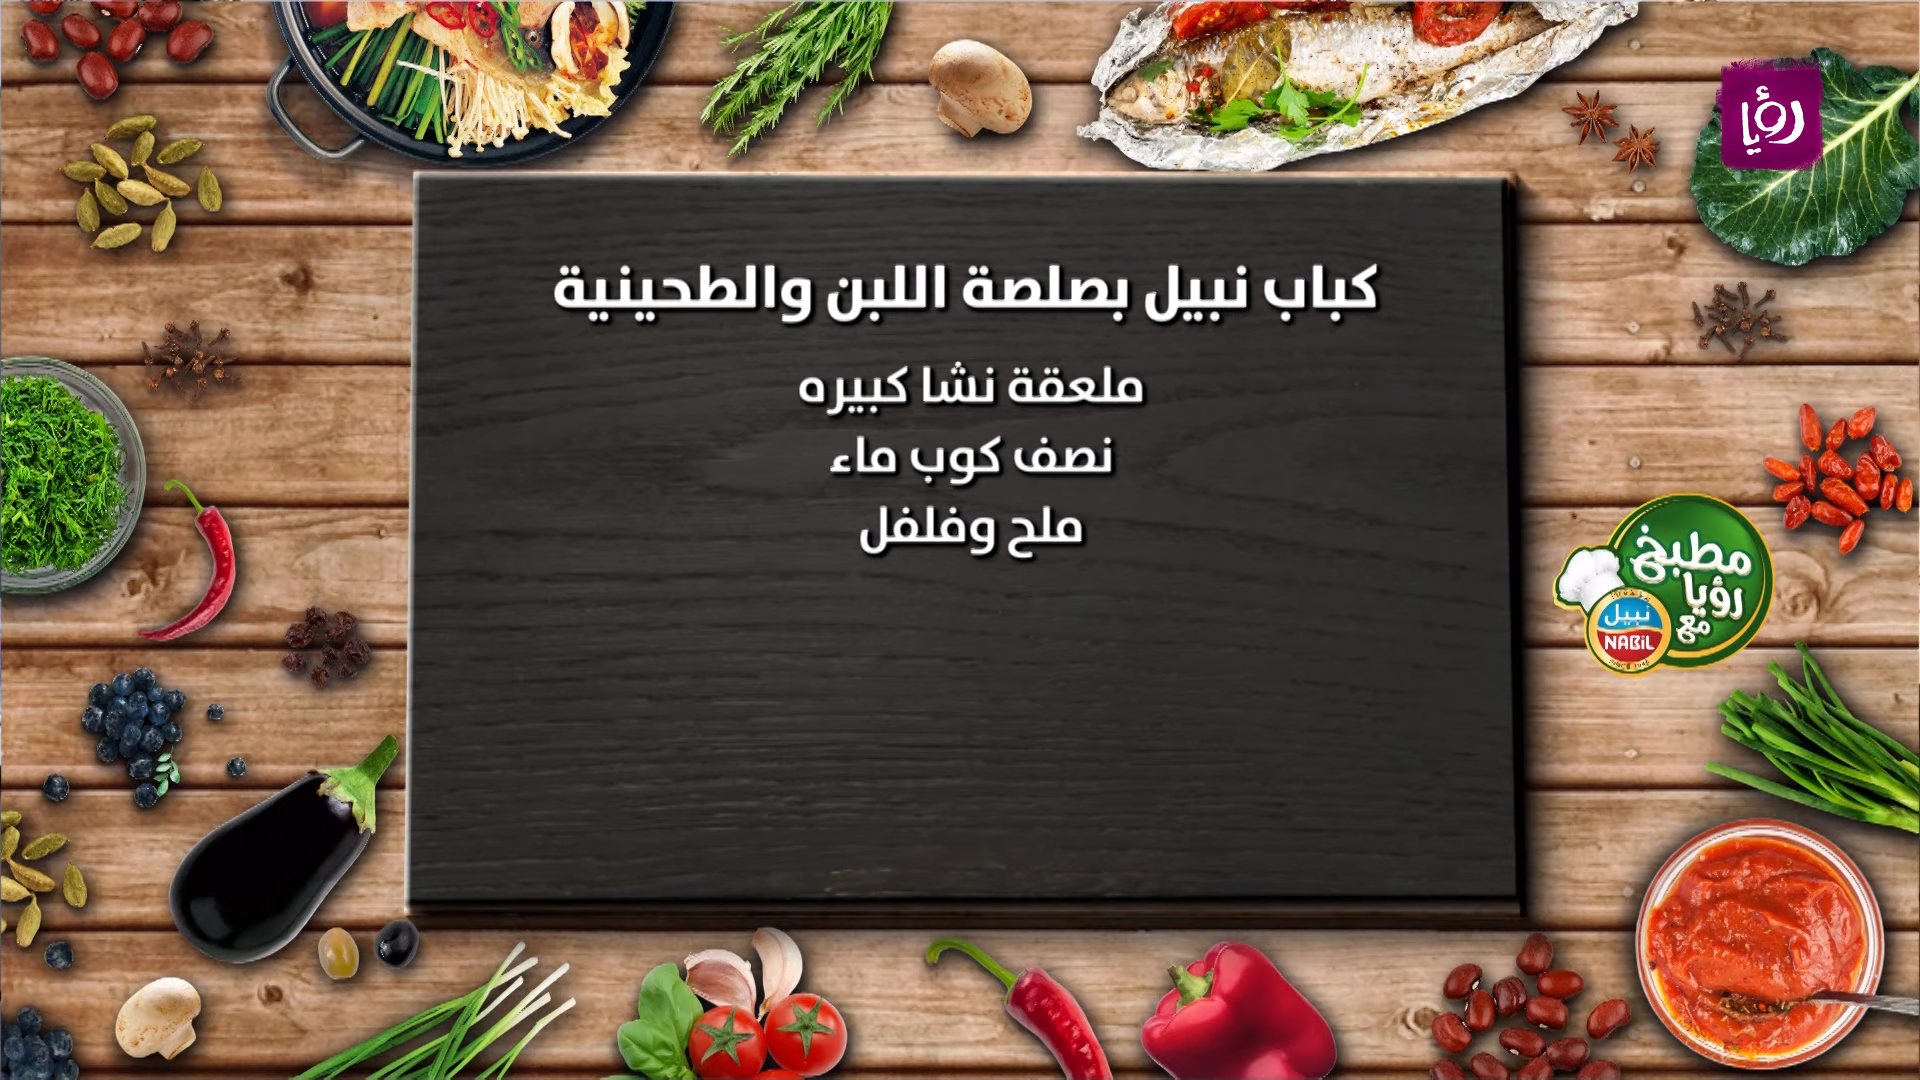 رؤيا
كباب نبيل بصلصة اللبن والطحينية
ملعقة نشا كبيره
نصف كوب ماء
ملح وفلفل
مطبخ
رؤيا
مع
نبيل
NABIL